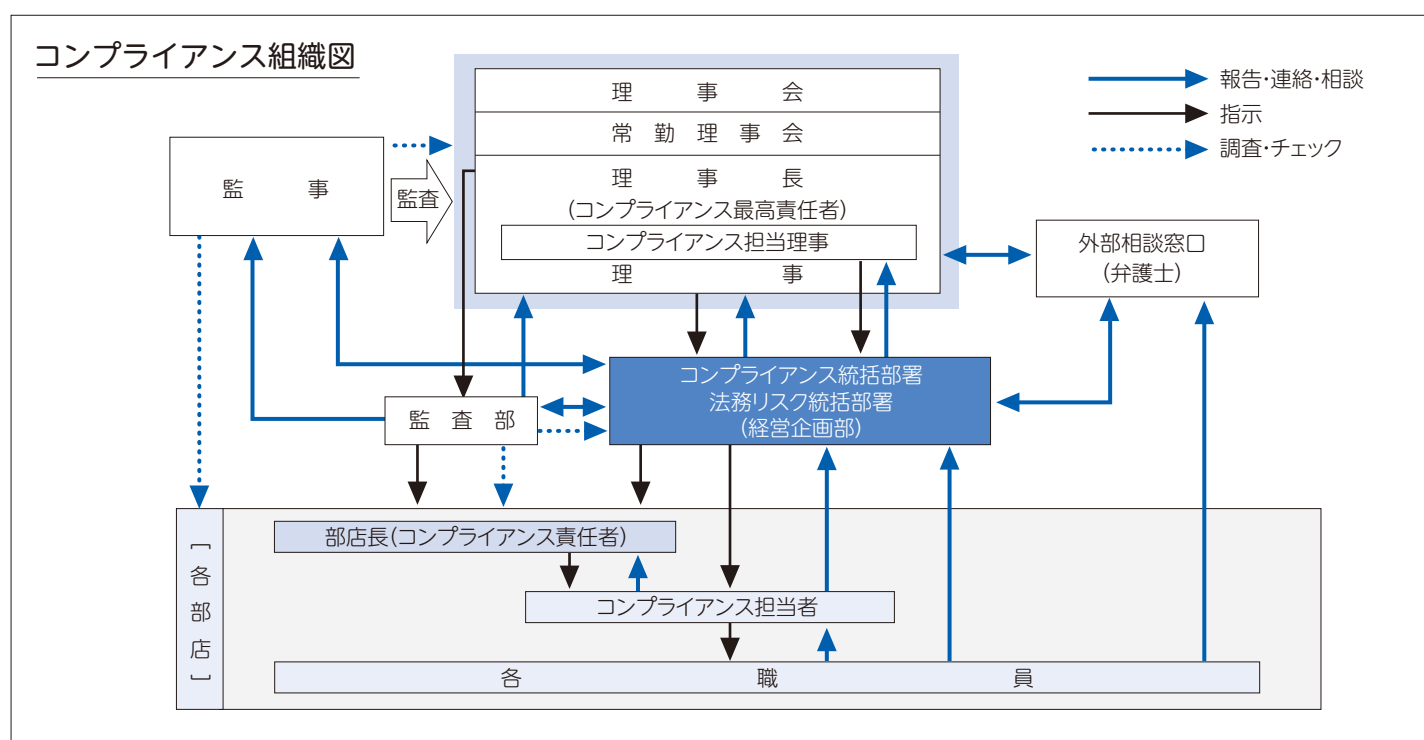 コンプライアンス組織図
報告・連絡・相談
指示
調査・チェック
理事会
常勤理事会
理事長
(コンプライアンス最高責任者)
コンプライアンス担当理事
理事
監事
監査
外部相談窓口
(弁護士)
コンプライアンス統括部署
法務リスク統括部署
(経営企画部)
監査部
[各部店]
部店長(コンプライアンス責任者)
コンプライアンス担当者
各職員